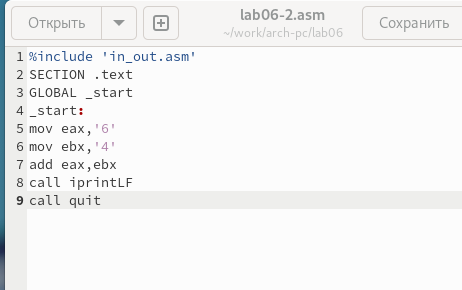 Открыть
lab06-2.asm
~/work/arch-pc/lab06
Сохранить
1 %include 'in_out.asm'
2 SECTION .text
3 GLOBAL _start
4 _start:
5 mov eax,'6'
6 mov ebx,'4'
7 add eax,ebx
8 call iprintLF
9 call quit